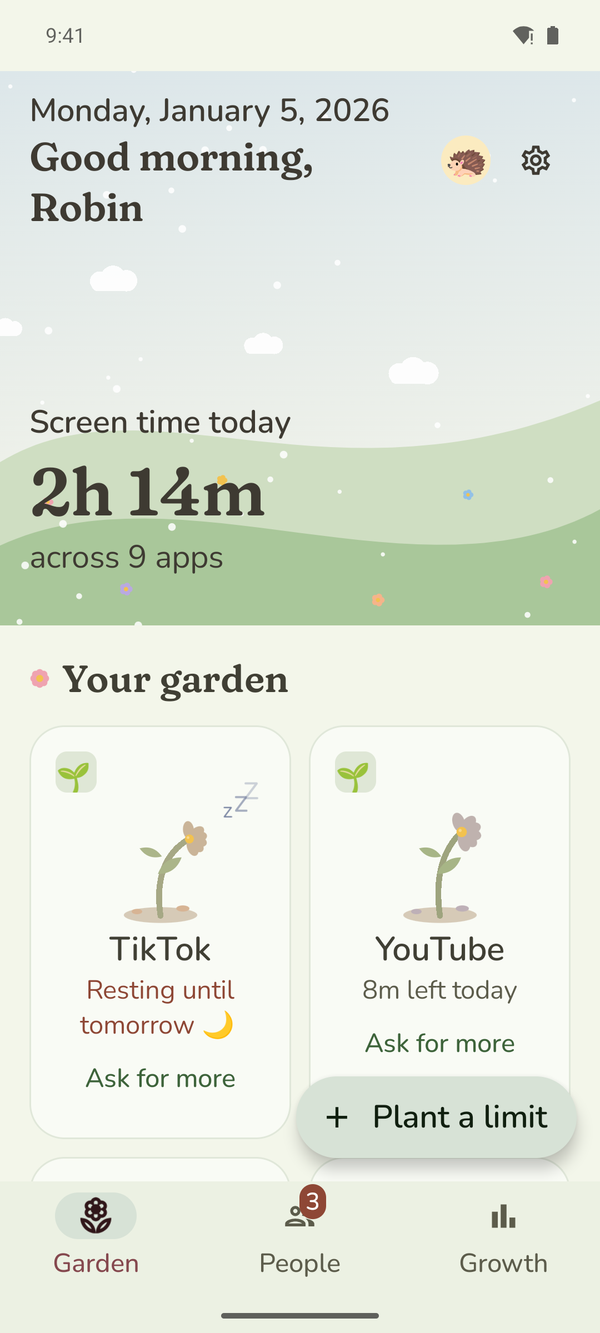 9:41
Monday, January 5, 2026
Good morning,
Robin
Screen time today
2h 14m
across 9 apps
Your garden
zZZ
TikTok
Resting until
tomorrow 🌙
Ask for more
YouTube
8m left today
Ask for more
+ Plant a limit
3
Garden
People
Growth